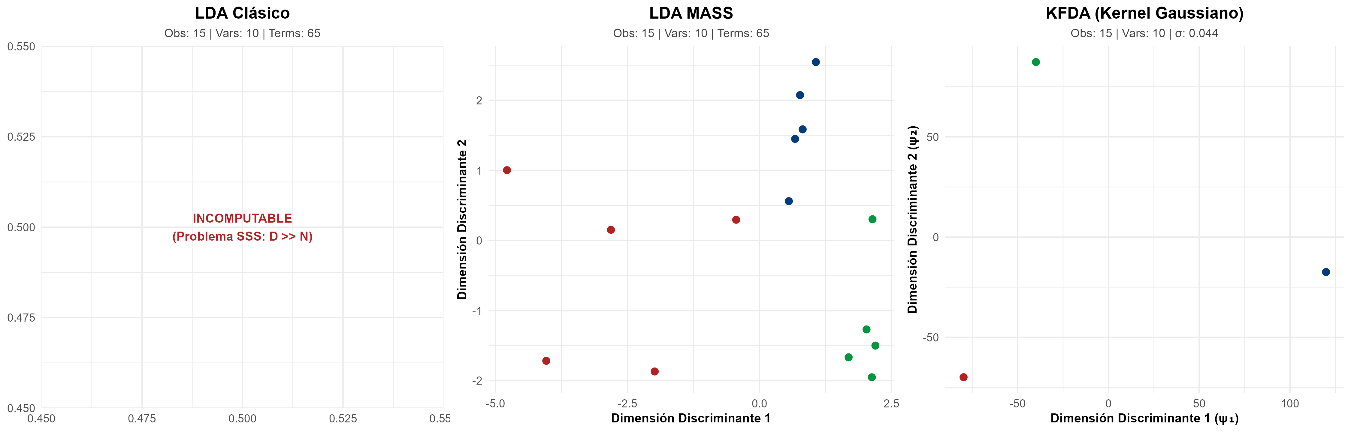 LDA Clásico
0.550
0.525
0.500
0.475
0.450
INCOMPUTABLE
(Problema SSS: D >> N)
0.450
0.475
0.500
0.525
0.55
LDA MASS
Obs: 15 | Vars: 10 | Terms: 65
Obs: 15 | Vars: 10 | Terms: 65
Dimensión Discriminante 2
2
1
0
-1
-2
-5.0
-2.5
0.0
2.5
Dimensión Discriminante 1
KFDA (Kernel Gaussiano)
Obs: 15 | Vars: 10 | σ: 0.044
Dimensión Discriminante 2 (ψ₂)
50
0
-50
-50
0
50
100
Dimensión Discriminante 1 (ψ₁)